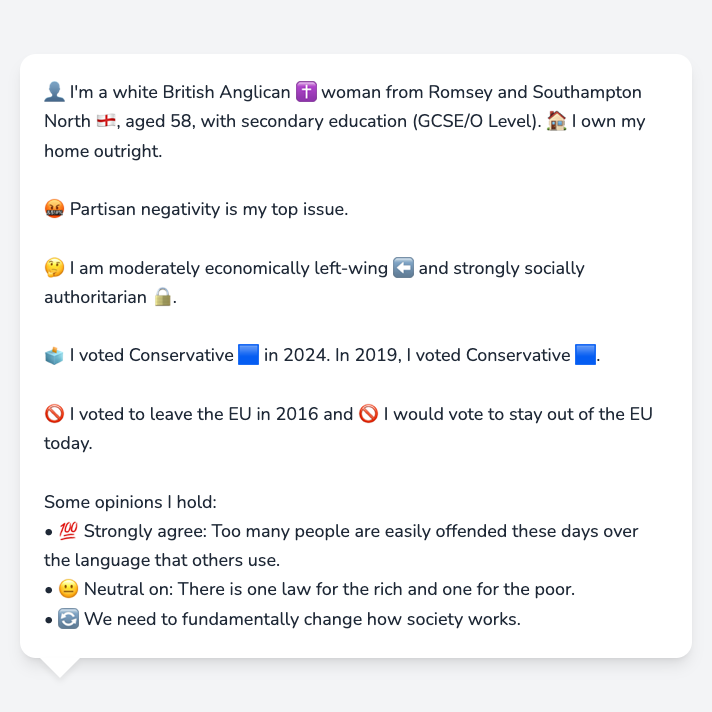 👤 I'm a white British Anglican ✝️ woman from Romsey and Southampton
North 🏴󠁧󠁢󠁥󠁮󠁧󠁿, aged 58, with secondary education (GCSE/O Level). 🏠 I own my
home outright.
🤬 Partisan negativity is my top issue.
🤔 I am moderately economically left-wing ⬅️ and strongly socially
authoritarian 🔒.
🗳️ I voted Conservative 🟦 in 2024. In 2019, I voted Conservative 🟦.
🚫 I voted to leave the EU in 2016 and 🚫 I would vote to stay out of the EU
today.
Some opinions I hold:
• 💯 Strongly agree: Too many people are easily offended these days over
the language that others use.
• 😐 Neutral on: There is one law for the rich and one for the poor.
• 🔄 We need to fundamentally change how society works.